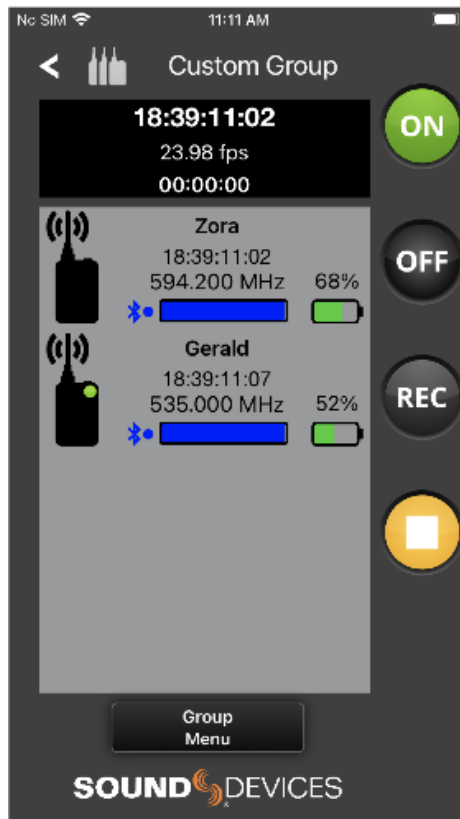 No SIM 11:11 AM
Custom Group
18:39:11:02
23.98 fps
00:00:00
ON
Zora
18:39:11:02
594.200 MHz 68%
OFF
Gerald
18:39:11:07
535.000 MHz 52%
REC
Group
Menu
SOUND DEVICES